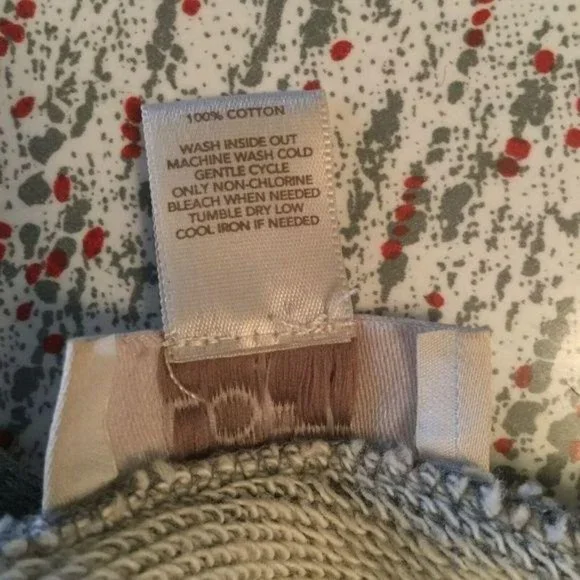 100% COTTON
WASH INSIDE OUT
MACHINE WASH COLD
GENTLE CYCLE
ONLY NON-CHLORINE
BLEACH WHEN NEEDED
TUMBLE DRY LOW
COOL IRON IF NEEDED